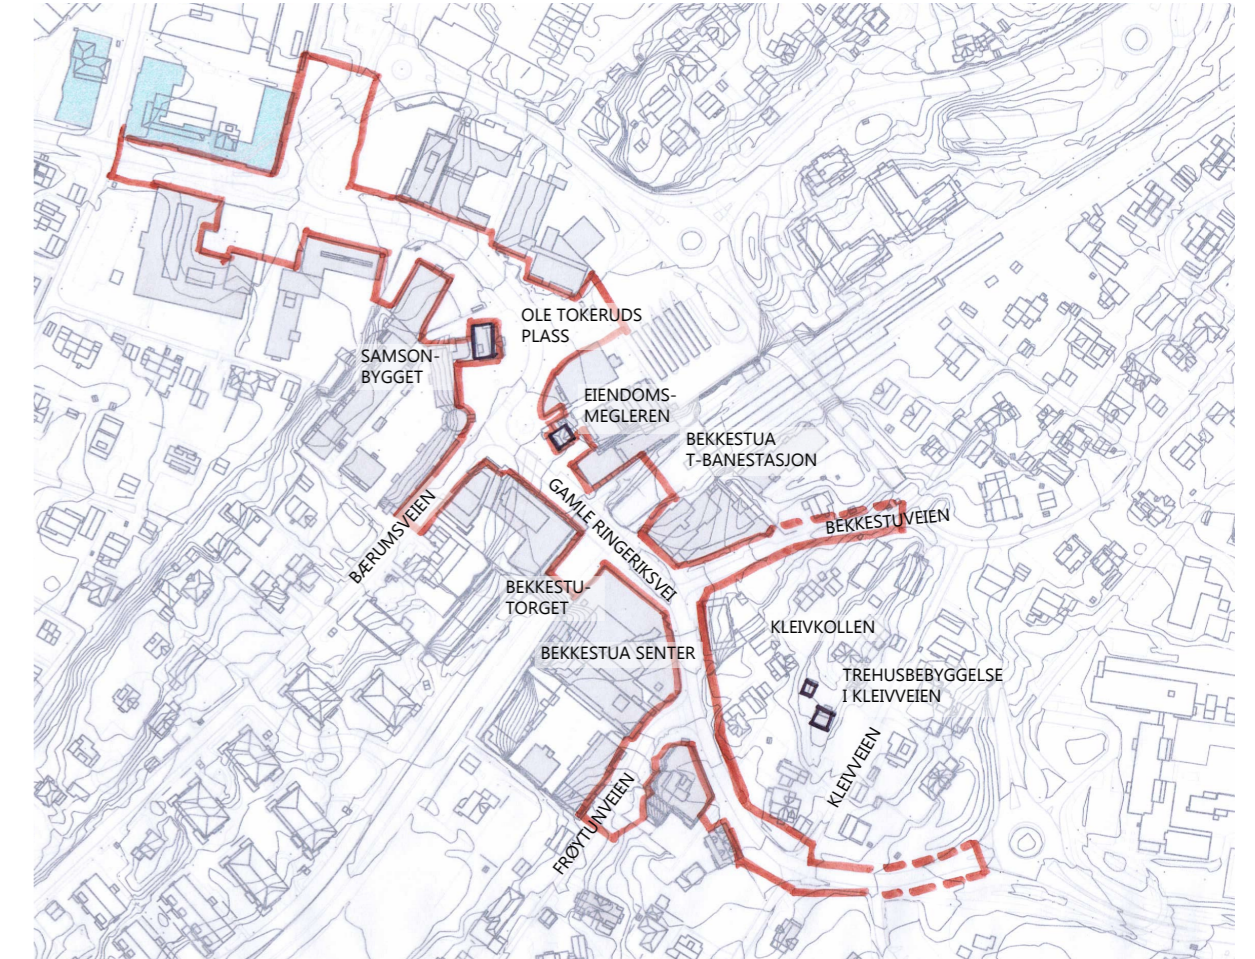 OLE TOKERUDS
PLASS
SAMSON-
BYGGET
EIENDOMS-
MEGLEREN
BEKKESTUA
T-BANESTASJON
GAMLE RINGERIKSVEI
BÆRUMSVEIEN
BEKKESTUVEIEN
BEKKESTU-
TORGET
KLEIVKOLLEN
BEKKESTUA SENTER
TREHUSBEBYGGELSE
I KLEIVVEIEN
KLEIVVEIEN
FRØYTUNVEIEN